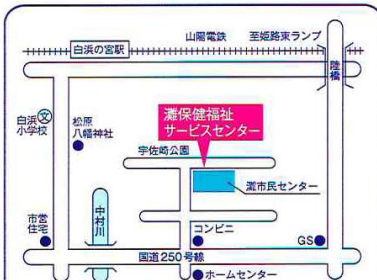 山陽電鉄
至姫路東ランプ
白浜の宮駅
陸橋
灘保健福祉
サービスセンター
文
白浜
小学校
松原
八幡神社
宇佐崎公園
灘市民センター
中村川
市営
住宅
コンビニ
GS
国道250号線
ホームセンター